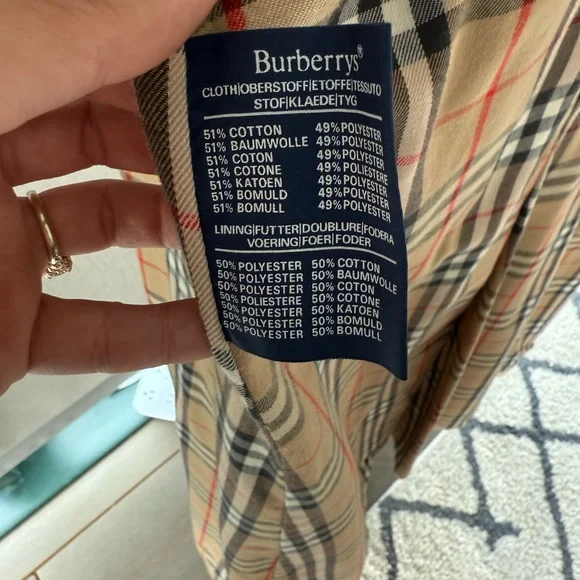 Burberrys®
CLOTH|OBERSTOFF|ETOFFE|TESSUTO
STOF|KLAEDE|TYG
51% COTTON 49% POLYESTER
51% BAUMWOLLE 49% POLYESTER
51% COTON 49% POLYESTER
51% COTONE 49% POLIESTERE
51% KATOEN 49% POLYESTER
51% BOMULD 49% POLYESTER
51% BOMULL 49% POLYESTER
LINING|FUTTER|DOUBLURE|FODERA
VOERING|FOER|FODER
50% POLYESTER 50% COTTON
50% POLYESTER 50% BAUMWOLLE
50% POLYESTER 50% COTON
50% POLIESTERE 50% COTONE
50% POLYESTER 50% KATOEN
50% POLYESTER 50% BOMULD
50% POLYESTER 50% BOMULL